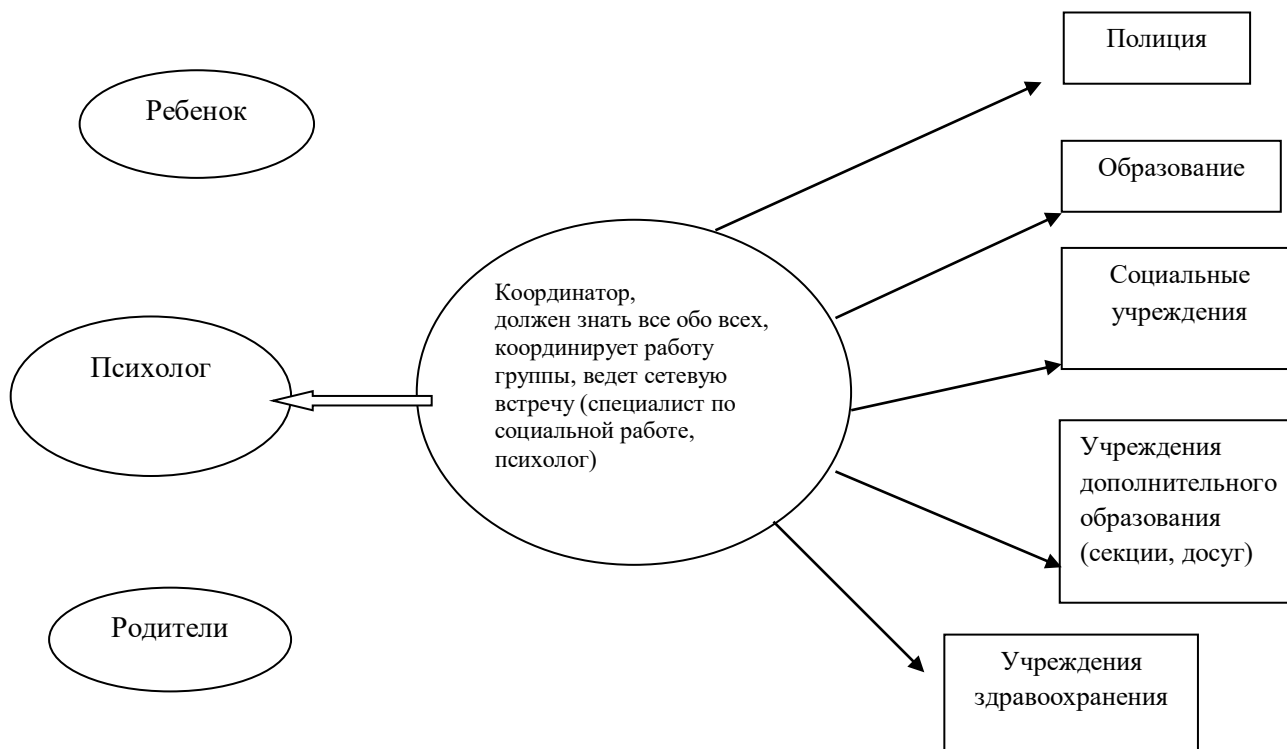 Полиция
Ребенок
Образование
Социальные
учреждения
Координатор,
должен знать все обо всех,
координирует работу
группы, ведет сетевую
встречу (специалист по
социальной работе,
психолог)
Психолог
Учреждения
дополнительного
образования
(секции, досуг)
Родители
Учреждения
здравоохранения